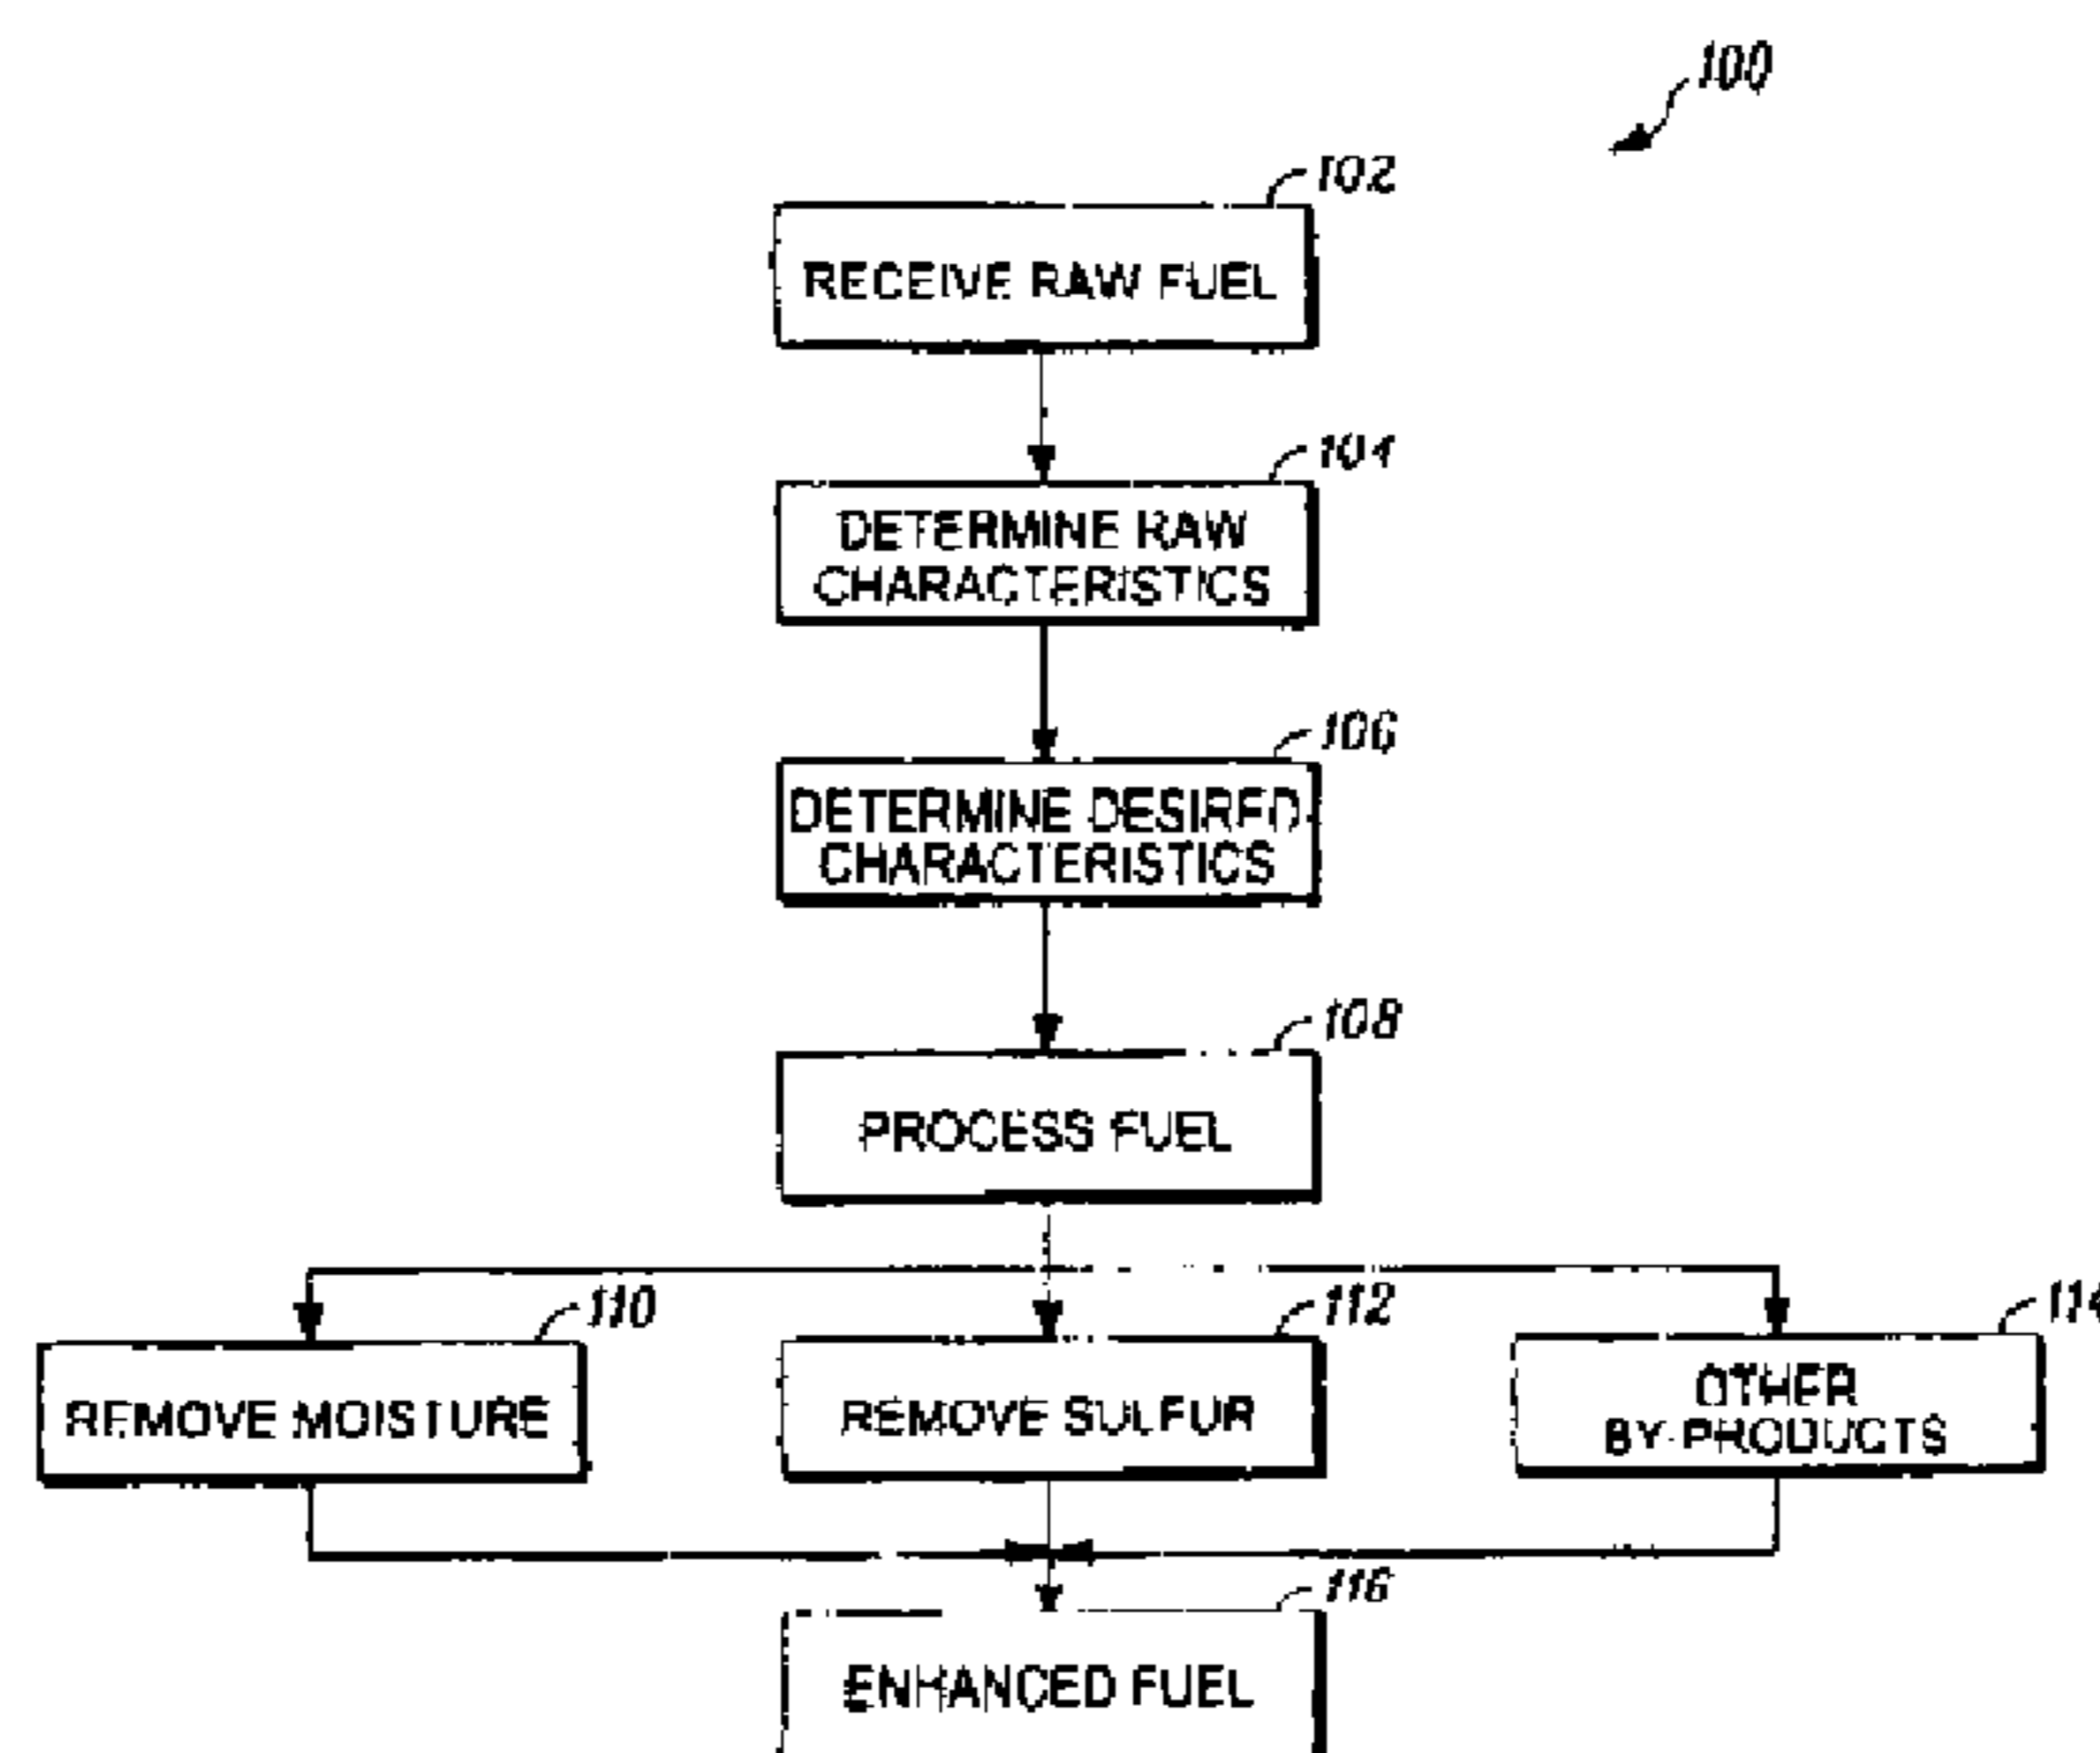 100
102
RECEIVE RAW FUEL
104
DETERMINE RAW
CHARACTERISTICS
106
DETERMINE DESIRED
CHARACTERISTICS
108
PROCESS FUEL
110
REMOVE MOISTURE
112
REMOVE SULFUR
114
OTHER
BY-PRODUCTS
116
ENHANCED FUEL